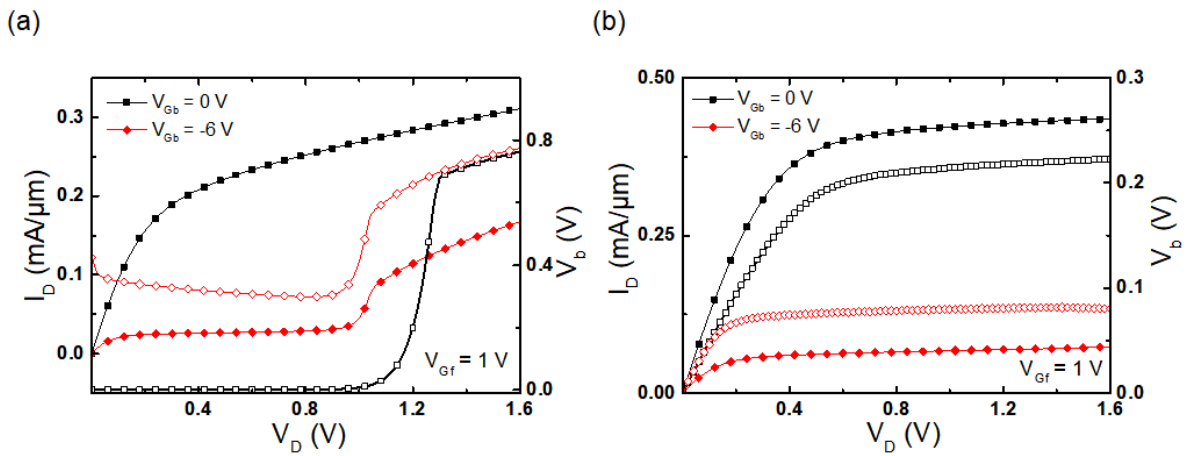 (a)
(b)
V_Gb = 0 V
V_Gb = -6 V
V_Gf = 1 V
I_D (mA/μm)
0.3
0.2
0.1
0.0
V_b (V)
0.8
0.4
0.0
0.4 0.8 1.2 1.6
V_D (V)
V_Gb = 0 V
V_Gb = -6 V
V_Gf = 1 V
I_D (mA/μm)
0.50
0.25
0.00
V_b (V)
0.3
0.2
0.1
0.0
0.4 0.8 1.2 1.6
V_D (V)